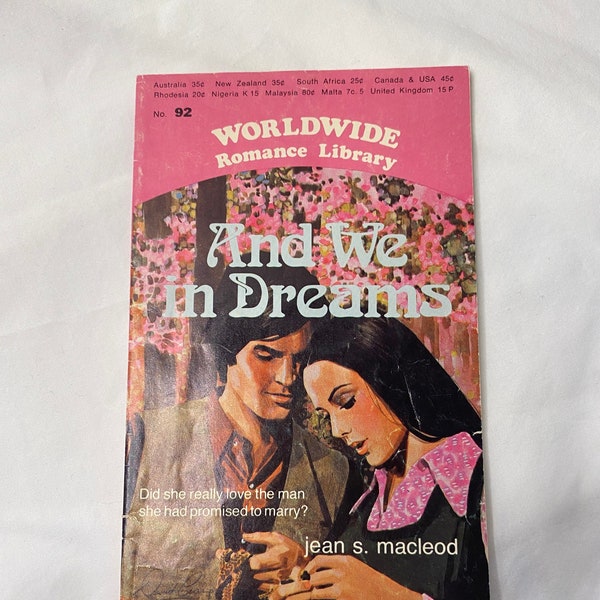 Australia 35¢ New Zealand 35¢ South Africa 25¢ Canada & USA 45¢
Rhodesia 20¢ Nigeria K 15 Malaysia 80¢ Malta 7c. 5 United Kingdom 15 P
No. 92
WORLDWIDE
Romance Library
And We
in Dreams
Did she really love the man
she had promised to marry?
jean s. macleod